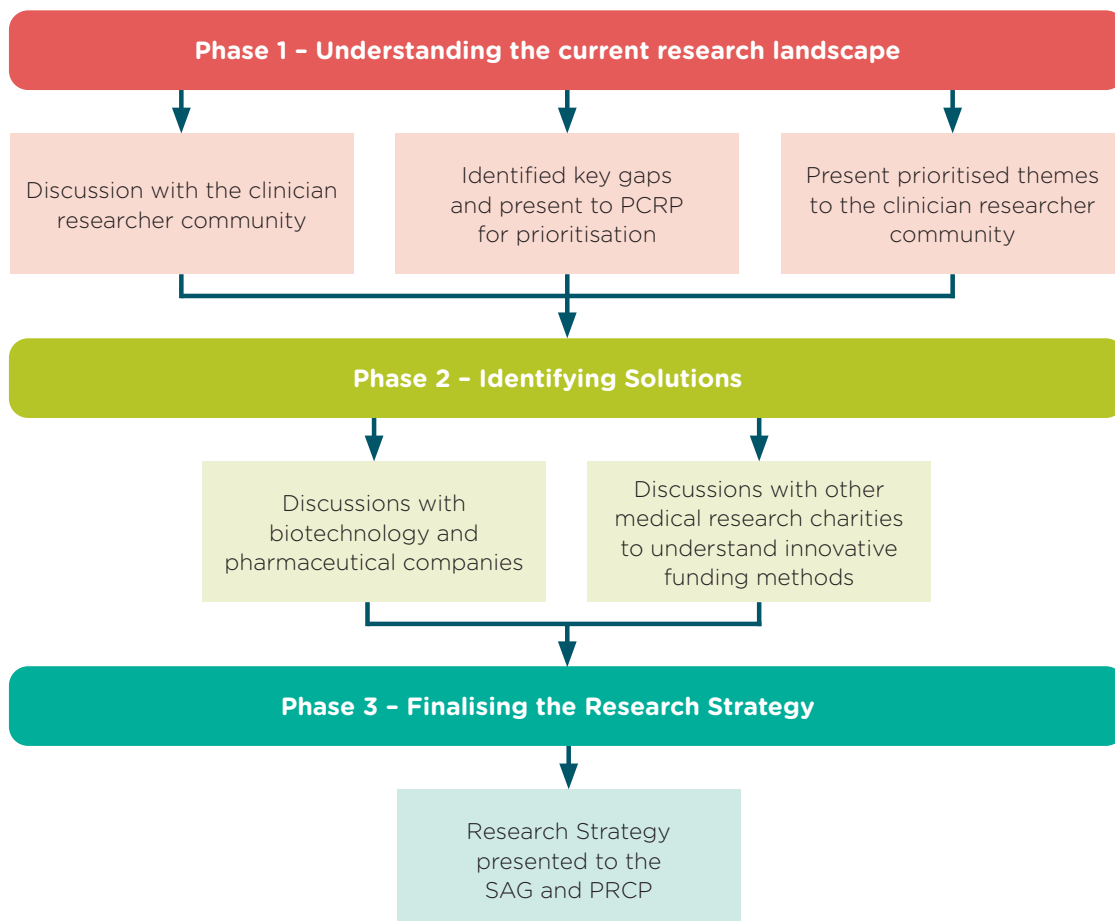 Phase 1 – Understanding the current research landscape
Discussion with the clinician
researcher community
Identified key gaps
and present to PCRP
for prioritisation
Present prioritised themes
to the clinician researcher
community
Phase 2 – Identifying Solutions
Discussions with
biotechnology and
pharmaceutical companies
Discussions with other
medical research charities
to understand innovative
funding methods
Phase 3 – Finalising the Research Strategy
Research Strategy
presented to the
SAG and PRCP